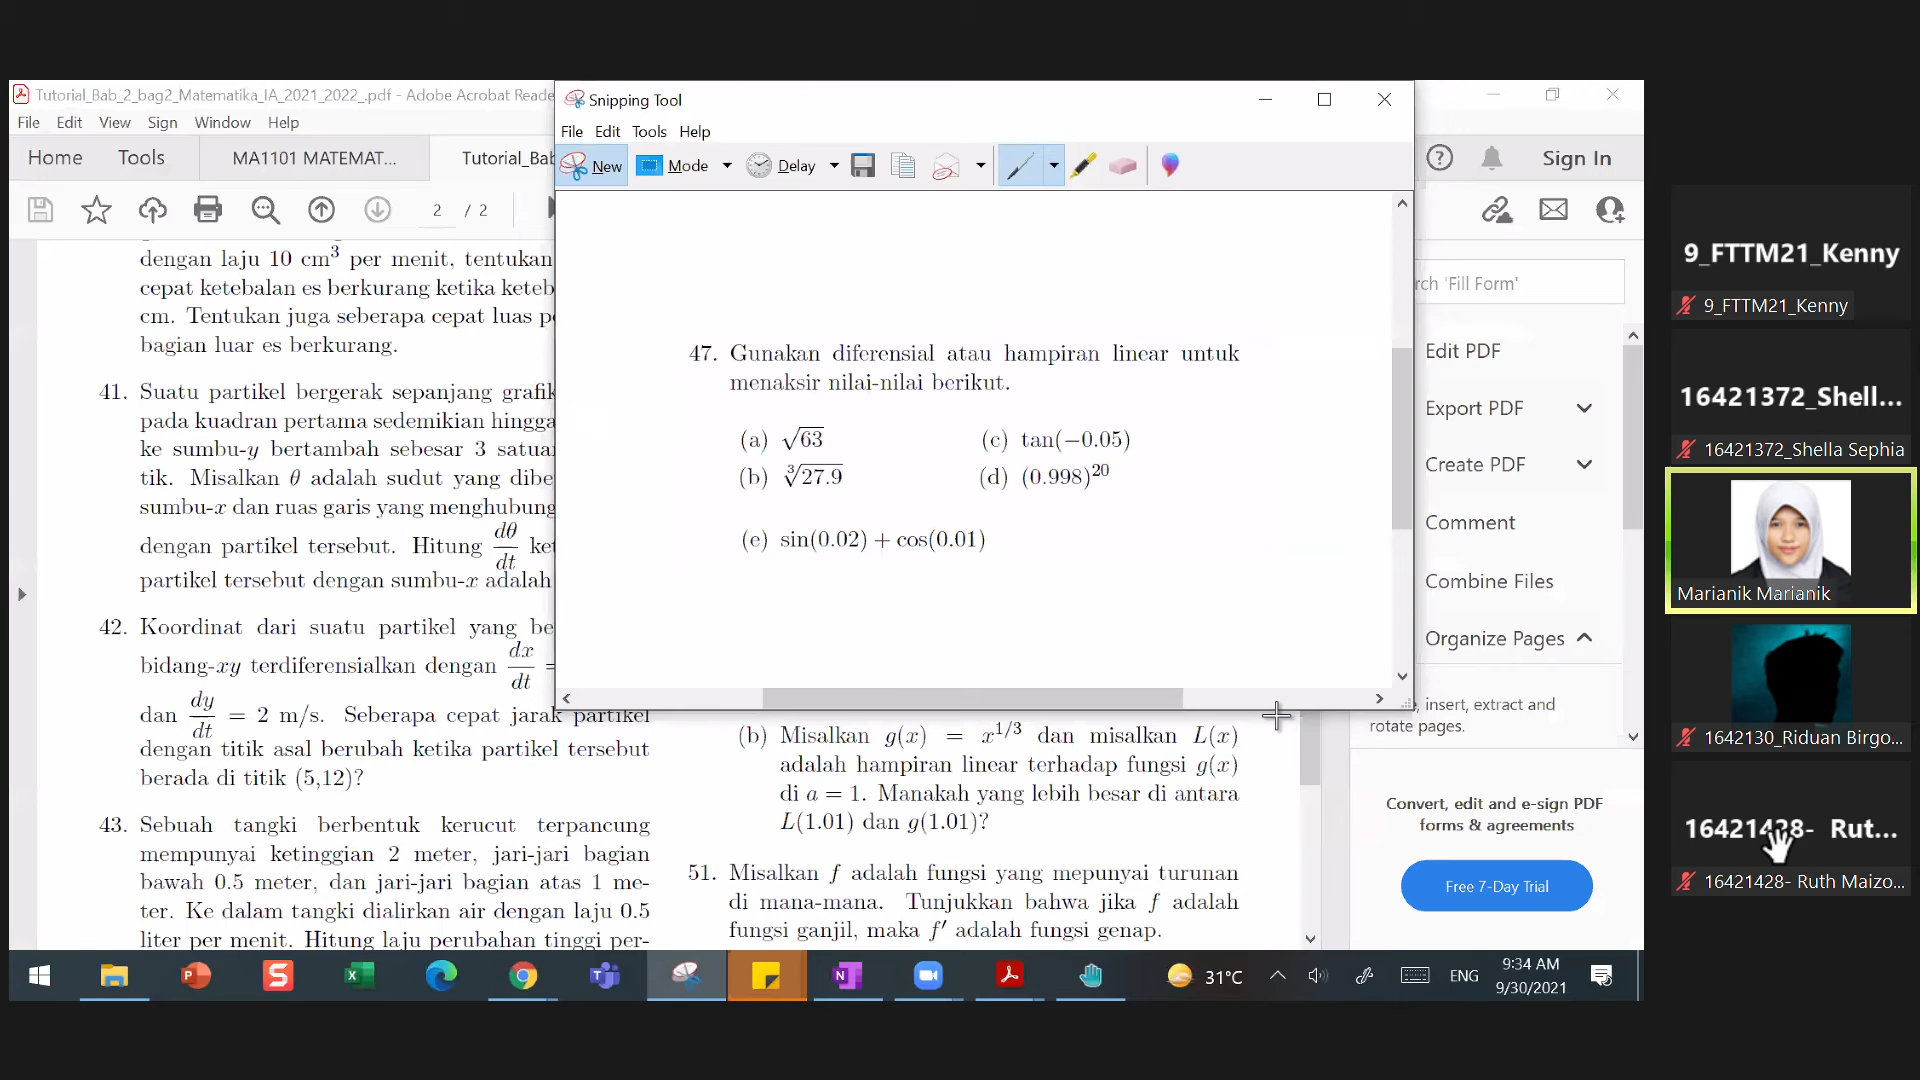 Tutorial_Bab_2_bag2_Matematika_IA_2021_2022_.pdf - Adobe Acrobat Reade
File Edit View Sign Window Help
Home Tools MA1101 MATEMAT... Tutorial_Bab
Sign In
2 / 2
dengan laju 10 cm³ per menit, tentukan
cepat ketebalan es berkurang ketika keteb
cm. Tentukan juga seberapa cepat luas pe
bagian luar es berkurang.
41. Suatu partikel bergerak sepanjang grafik
pada kuadran pertama sedemikian hingga
ke sumbu-y bertambah sebesar 3 satuan
tik. Misalkan θ adalah sudut yang dibe
sumbu-x dan ruas garis yang menghubung
dengan partikel tersebut. Hitung dθ/dt ket
partikel tersebut dengan sumbu-x adalah
42. Koordinat dari suatu partikel yang be
bidang-xy terdiferensialkan dengan dx/dt =
dan dy/dt = 2 m/s. Seberapa cepat jarak partikel
dengan titik asal berubah ketika partikel tersebut
berada di titik (5,12)?
43. Sebuah tangki berbentuk kerucut terpancung
mempunyai ketinggian 2 meter, jari-jari bagian
bawah 0.5 meter, dan jari-jari bagian atas 1 me-
ter. Ke dalam tangki dialirkan air dengan laju 0.5
liter per menit. Hitung laju perubahan tinggi per-
Snipping Tool
File Edit Tools Help
New Mode Delay
47. Gunakan diferensial atau hampiran linear untuk
menaksir nilai-nilai berikut.
(a) √63 (c) tan(−0.05)
(b) ∛27.9 (d) (0.998)²⁰
(e) sin(0.02) + cos(0.01)
(b) Misalkan g(x) = x^1/3 dan misalkan L(x)
adalah hampiran linear terhadap fungsi g(x)
di a = 1. Manakah yang lebih besar di antara
L(1.01) dan g(1.01)?
51. Misalkan f adalah fungsi yang mepunyai turunan
di mana-mana. Tunjukkan bahwa jika f adalah
fungsi ganjil, maka f′ adalah fungsi genap.
rch 'Fill Form'
Edit PDF
Export PDF
Create PDF
Comment
Combine Files
Organize Pages
, insert, extract and
rotate pages.
Convert, edit and e-sign PDF
forms & agreements
Free 7-Day Trial
31°C
ENG
9:34 AM
9/30/2021
9_FTTM21_Kenny
9_FTTM21_Kenny
16421372_Shell...
16421372_Shella Sephia
Marianik Marianik
1642130_Riduan Birgo...
16421428- Rut...
16421428- Ruth Maizo...